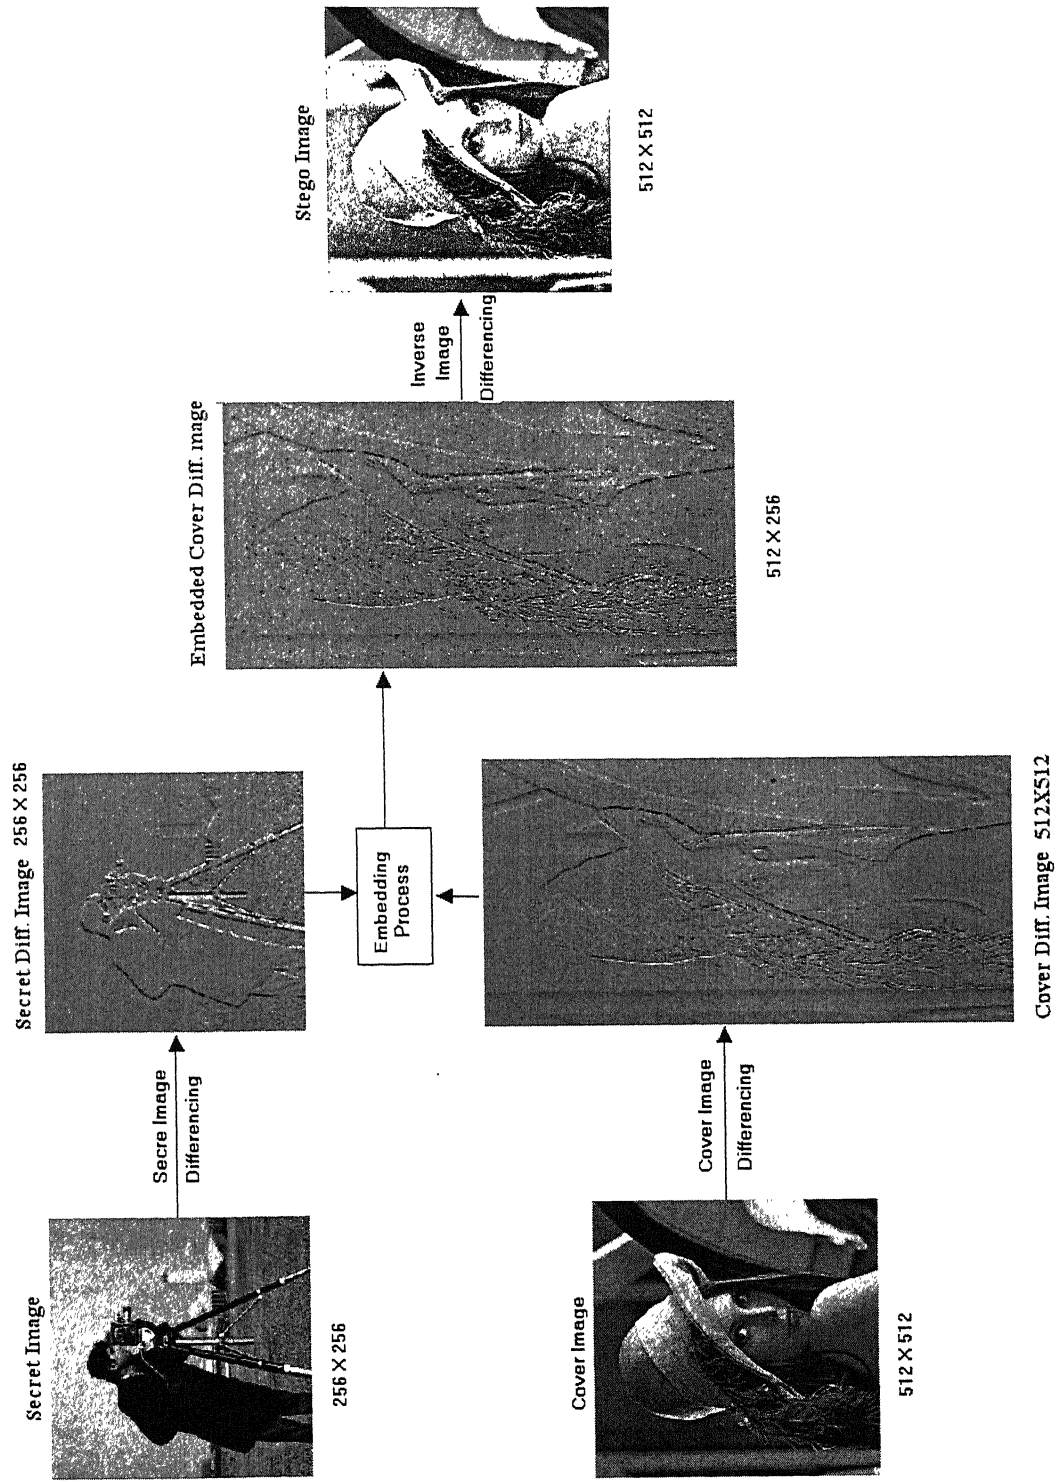 Secret Image
256 X 256
Secre Image
Differencing
Secret Diff. Image 256 X 256
Cover Image
512 X 512
Cover Image
Differencing
Cover Diff. Image 512X512
Embedding
Process
Embedded Cover Diff. mage
512 X 256
Inverse
Image
Differencing
Stego Image
512 X 512